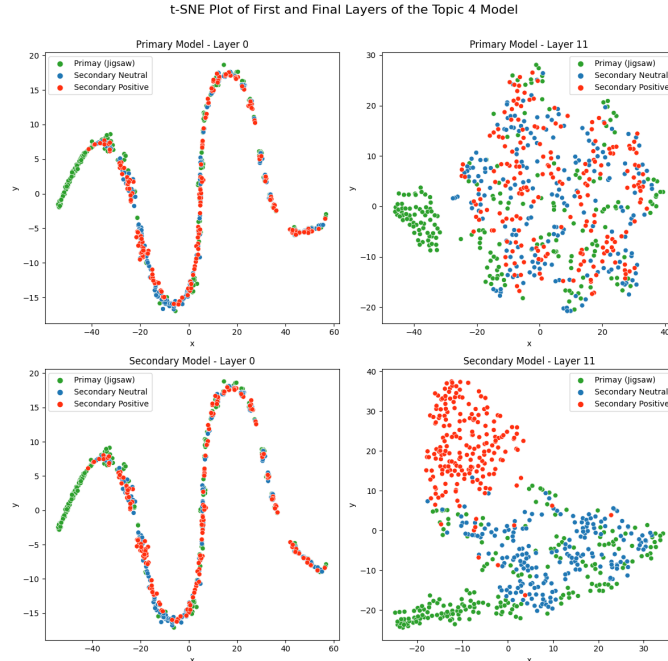 t-SNE Plot of First and Final Layers of the Topic 4 Model
Primary Model - Layer 0
Primay (Jigsaw)
Secondary Neutral
Secondary Positive
20
15
10
5
0
−5
−10
−15
y
−40
−20
0
20
40
60
x
Primary Model - Layer 11
Primay (Jigsaw)
Secondary Neutral
Secondary Positive
30
20
10
0
−10
−20
y
−40
−20
0
20
40
x
Secondary Model - Layer 0
Primay (Jigsaw)
Secondary Neutral
Secondary Positive
20
15
10
5
0
−5
−10
−15
y
−40
−20
0
20
40
60
x
Secondary Model - Layer 11
Primay (Jigsaw)
Secondary Neutral
Secondary Positive
40
30
20
10
0
−10
−20
y
−20
−10
0
10
20
30
x